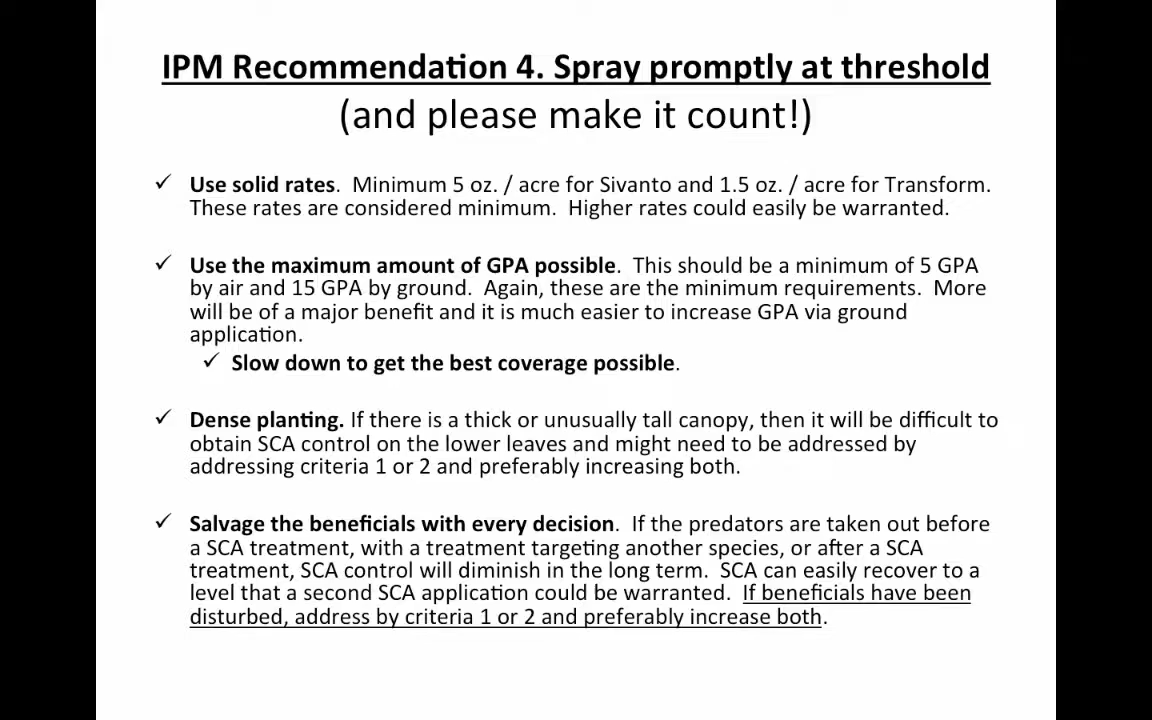 IPM Recommendation 4. Spray promptly at threshold
(and please make it count!)
✓ Use solid rates. Minimum 5 oz. / acre for Sivanto and 1.5 oz. / acre for Transform.
These rates are considered minimum. Higher rates could easily be warranted.
✓ Use the maximum amount of GPA possible. This should be a minimum of 5 GPA
by air and 15 GPA by ground. Again, these are the minimum requirements. More
will be of a major benefit and it is much easier to increase GPA via ground
application.
✓ Slow down to get the best coverage possible.
✓ Dense planting. If there is a thick or unusually tall canopy, then it will be difficult to
obtain SCA control on the lower leaves and might need to be addressed by
addressing criteria 1 or 2 and preferably increasing both.
✓ Salvage the beneficials with every decision. If the predators are taken out before
a SCA treatment, with a treatment targeting another species, or after a SCA
treatment, SCA control will diminish in the long term. SCA can easily recover to a
level that a second SCA application could be warranted. If beneficials have been
disturbed, address by criteria 1 or 2 and preferably increase both.